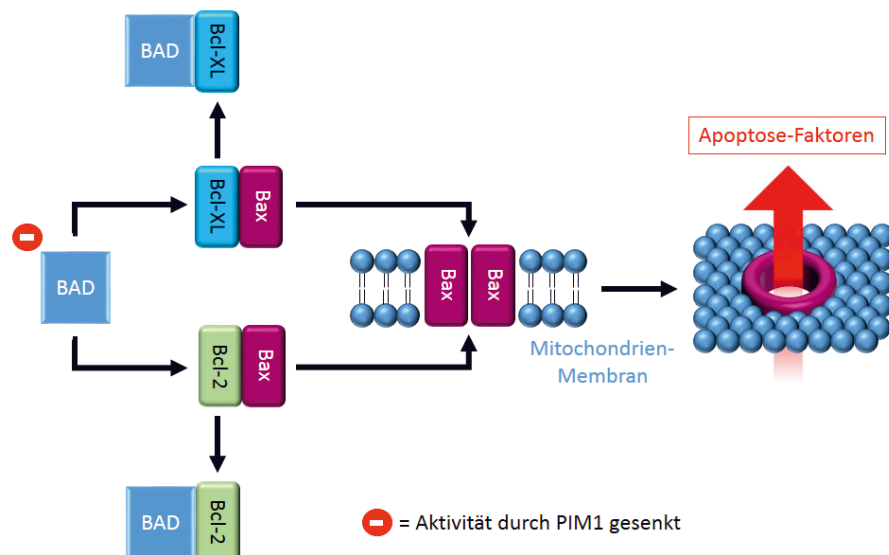 BAD
Bcl-XL
Bcl-XL
Bax
BAD
Bcl-2
Bax
BAD
Bcl-2
Bax
Bax
Mitochondrien-
Membran
Apoptose-Faktoren
= Aktivität durch PIM1 gesenkt